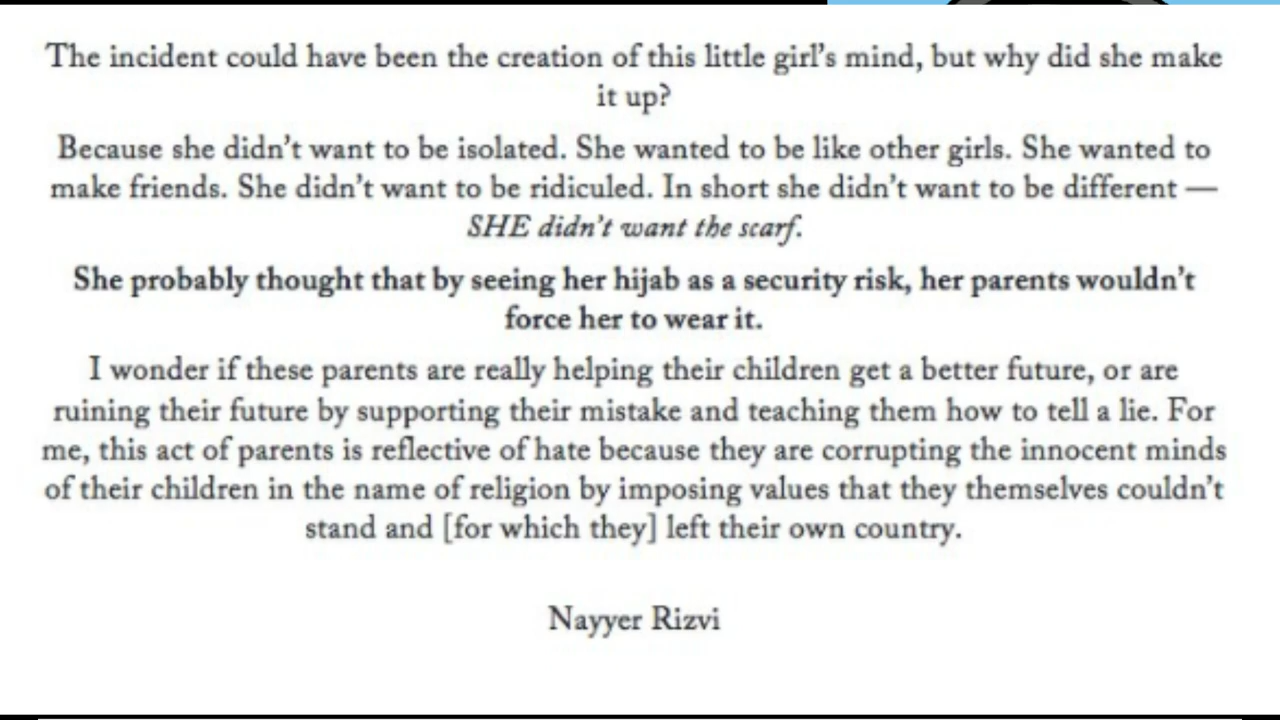 The incident could have been the creation of this little girl's mind, but why did she make
it up?
Because she didn't want to be isolated. She wanted to be like other girls. She wanted to
make friends. She didn't want to be ridiculed. In short she didn't want to be different —
SHE didn't want the scarf.
She probably thought that by seeing her hijab as a security risk, her parents wouldn't
force her to wear it.
I wonder if these parents are really helping their children get a better future, or are
ruining their future by supporting their mistake and teaching them how to tell a lie. For
me, this act of parents is reflective of hate because they are corrupting the innocent minds
of their children in the name of religion by imposing values that they themselves couldn't
stand and [for which they] left their own country.
Nayyer Rizvi